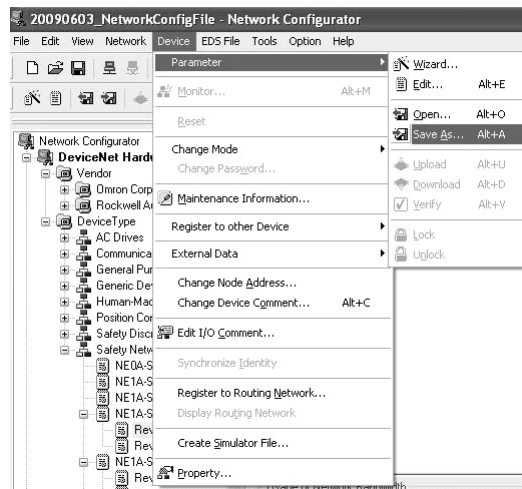 20090603_NetworkConfigFile - Network Configurator
File Edit View Network Device EDS File Tools Option Help
Parameter
Monitor... Alt+M
Reset
Change Mode
Change Password...
Maintenance Information...
Register to other Device
External Data
Change Node Address...
Change Device Comment... Alt+C
Edit I/O Comment...
Synchronize Identity
Register to Routing Network...
Display Routing Network
Create Simulator File...
Property...
Wizard...
Edit... Alt+E
Open... Alt+O
Save As... Alt+A
Upload Alt+U
Download Alt+D
Verify Alt+V
Lock
Unlock
Network Configurator
DeviceNet Hardw
Vendor
Omron Corp
Rockwell Au
DeviceType
AC Drives
Communica
General Pur
Generic Dev
Human-Mac
Position Con
Safety Discr
Safety Netw
NE0A-S
NE1A-S
NE1A-S
NE1A-S
Rev
Rev
NE1A-S
Rev